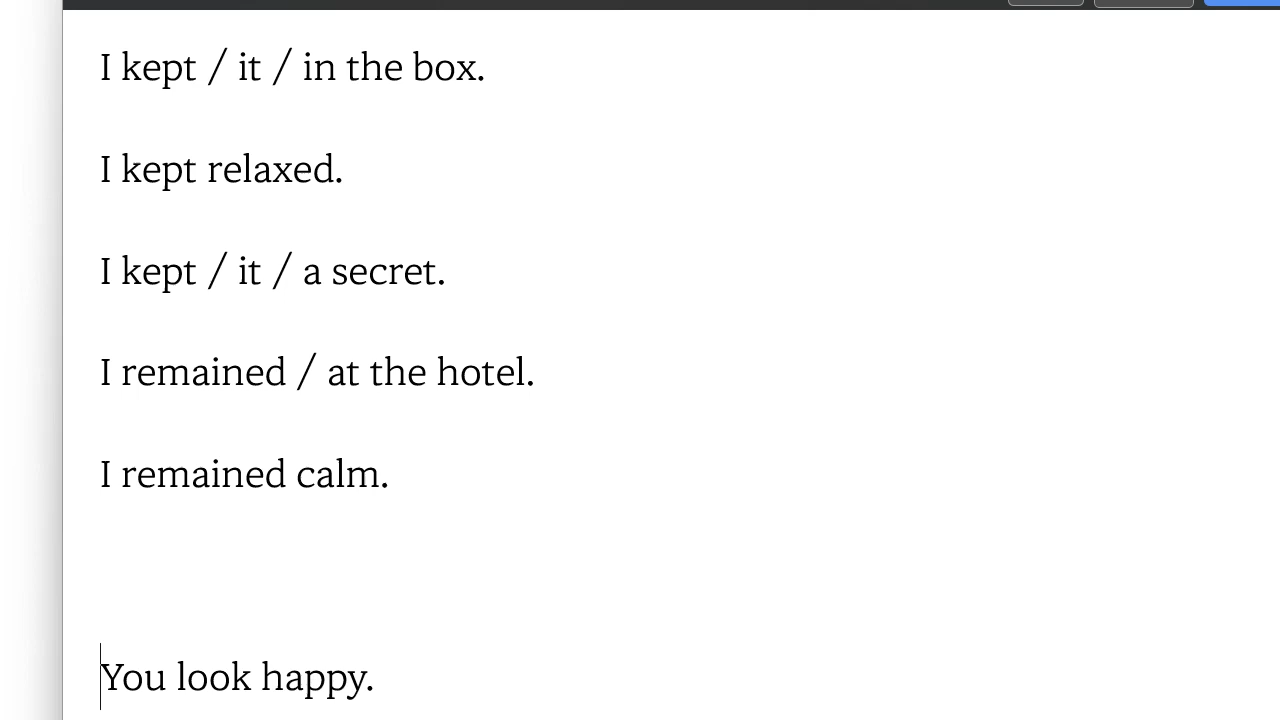 I kept / it / in the box.
I kept relaxed.
I kept / it / a secret.
I remained / at the hotel.
I remained calm.
You look happy.